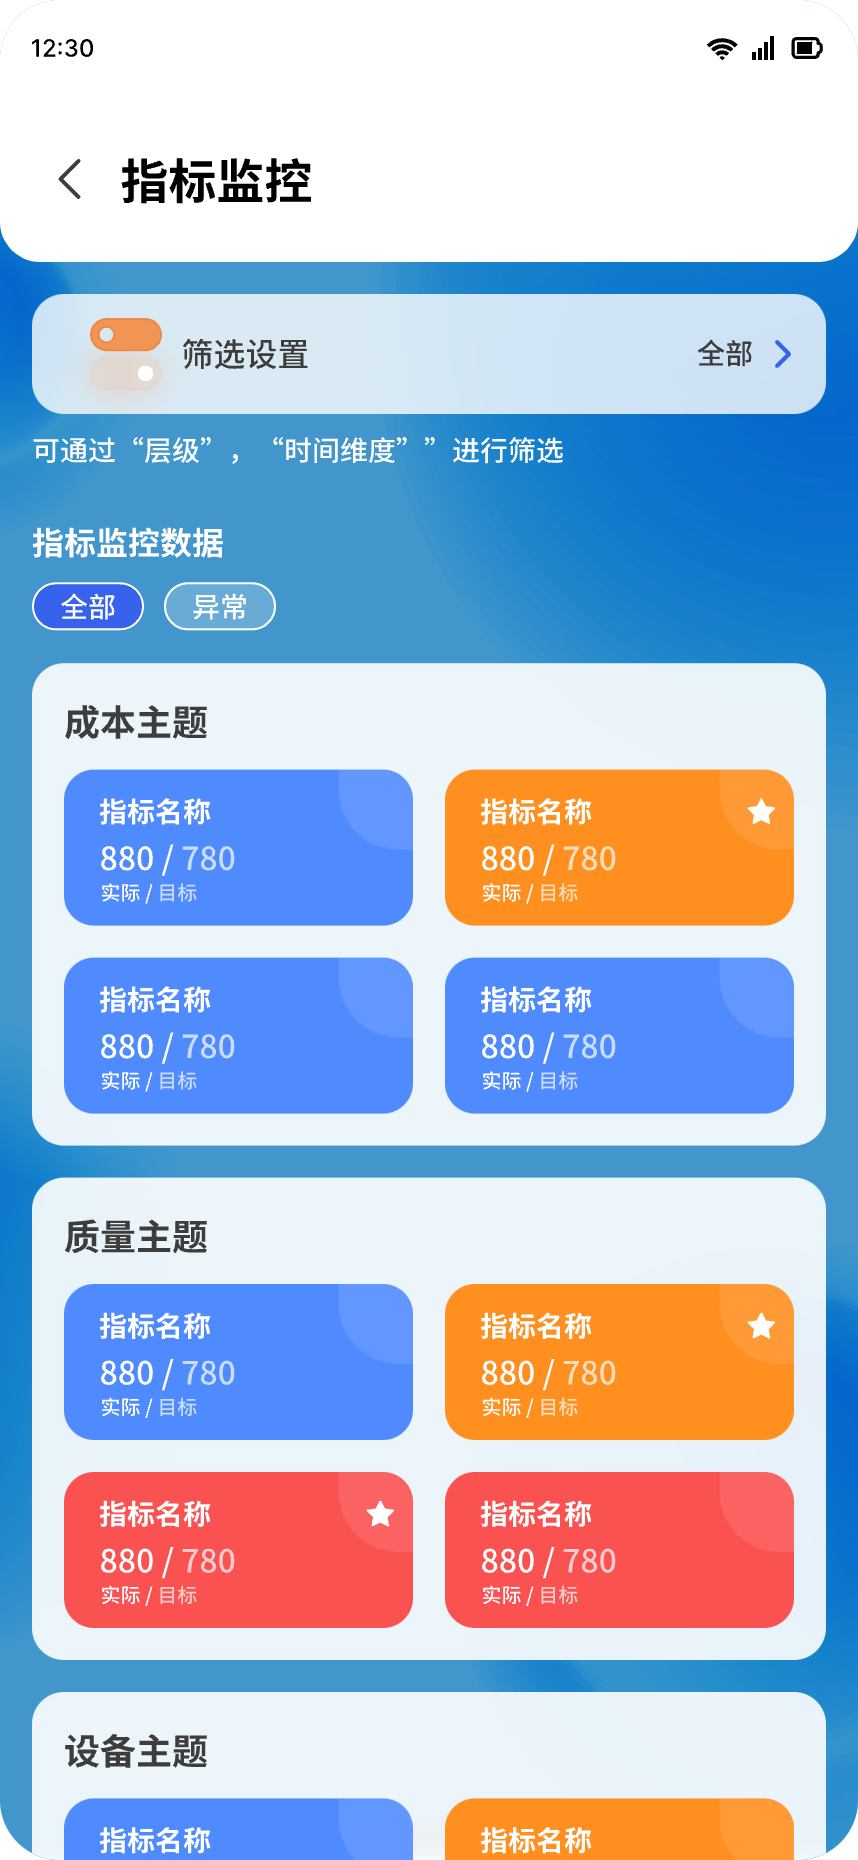 12:30
指标监控
筛选设置 全部
可通过“层级”，“时间维度””进行筛选
指标监控数据
全部 异常
成本主题
指标名称 指标名称
880 / 780 880 / 780
实际 / 目标 实际 / 目标
指标名称 指标名称
880 / 780 880 / 780
实际 / 目标 实际 / 目标
质量主题
指标名称 指标名称
880 / 780 880 / 780
实际 / 目标 实际 / 目标
指标名称 指标名称
880 / 780 880 / 780
实际 / 目标 实际 / 目标
设备主题
指标名称 指标名称